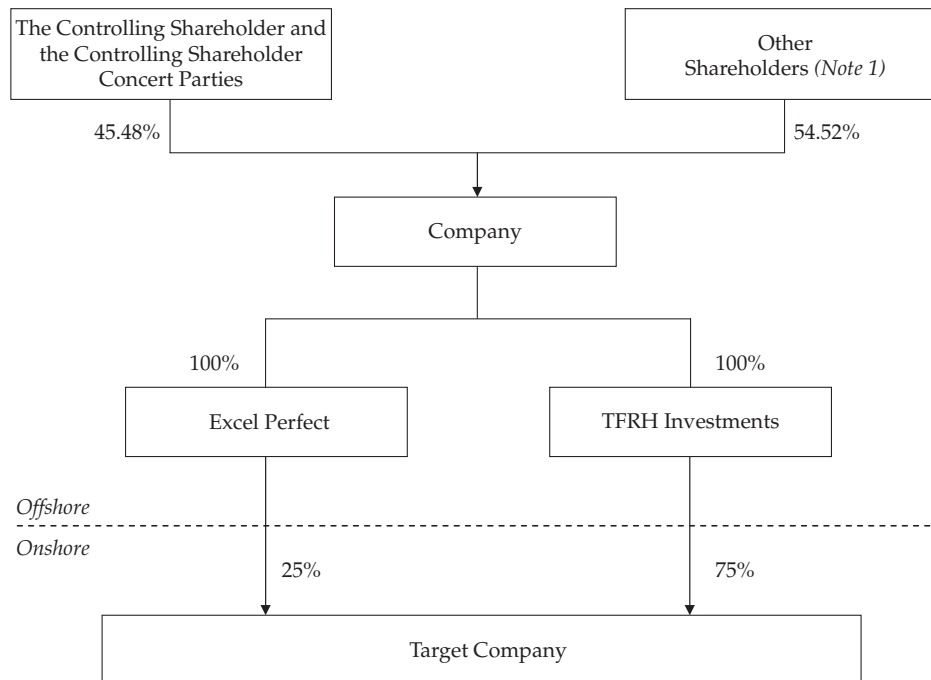 The Controlling Shareholder and
the Controlling Shareholder
Concert Parties
Other
Shareholders (Note 1)
45.48%
54.52%
Company
100%
100%
Excel Perfect
TFRH Investments
Offshore
Onshore
25%
75%
Target Company